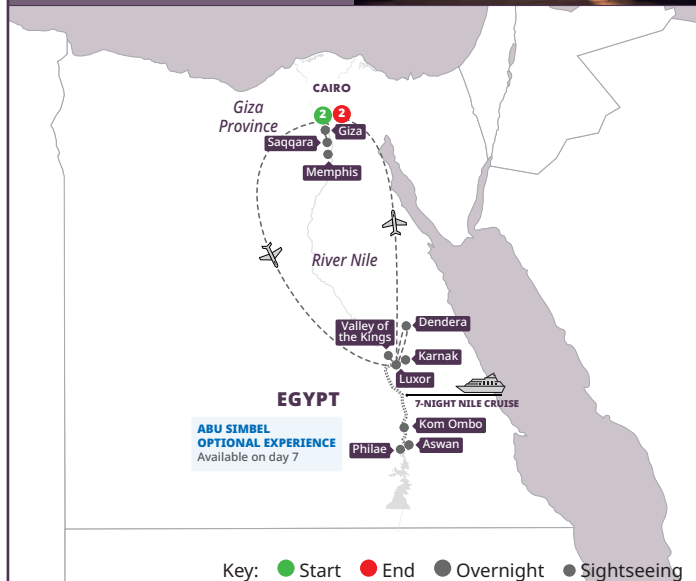 CAIRO
2
2
Giza
Province
Giza
Saqqara
Memphis
River Nile
Valley of
the Kings
Dendera
Karnak
Luxor
EGYPT
7-NIGHT NILE CRUISE
ABU SIMBEL
OPTIONAL EXPERIENCE
Available on day 7
Kom Ombo
Philae
Aswan
Key: Start End Overnight Sightseeing